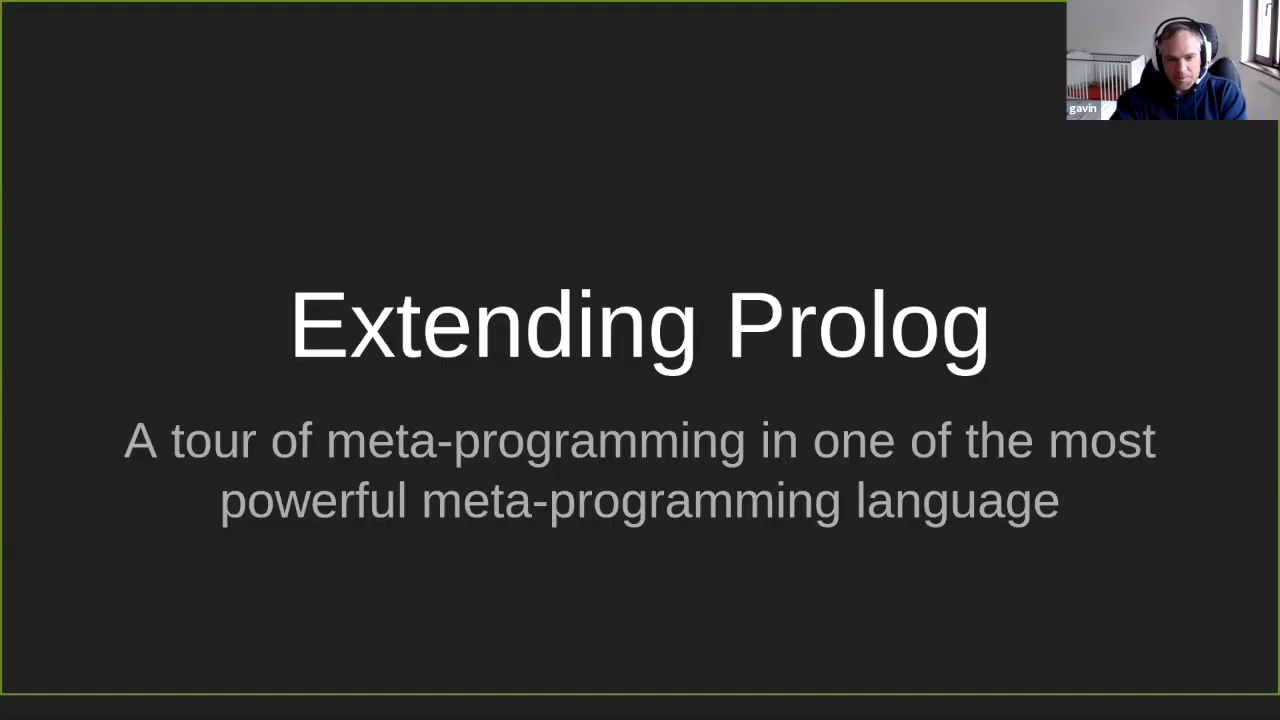 gavin
Extending Prolog
A tour of meta-programming in one of the most
powerful meta-programming language